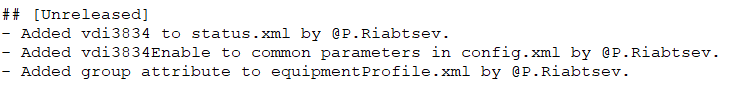 ## [Unreleased]
- Added vdi3834 to status.xml by @P.Riabtsev.
- Added vdi3834Enable to common parameters in config.xml by @P.Riabtsev.
- Added group attribute to equipmentProfile.xml by @P.Riabtsev.